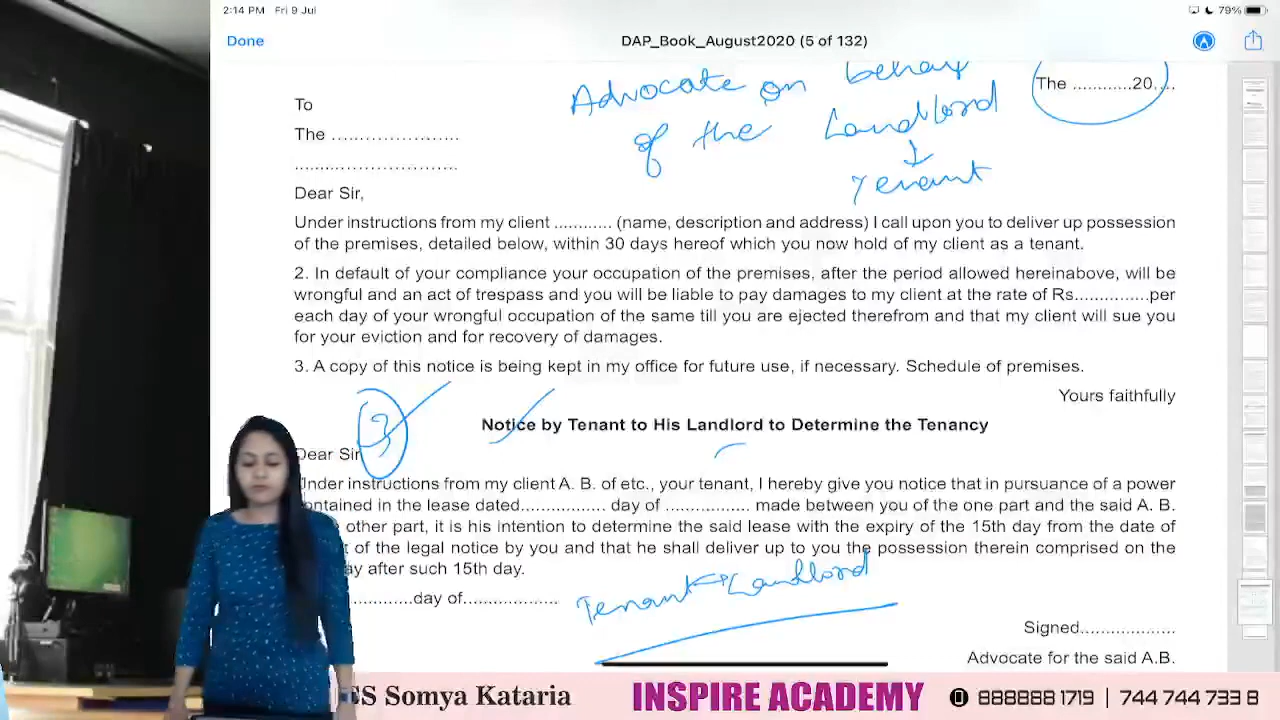 2:14 PM Fri 9 Jul
79%
Done
DAP_Book_August2020 (5 of 132)
Advocate on behalf
of the Landlord
↓
Tenant
The ............20....
To
The ......................
............................
Dear Sir,
Under instructions from my client ............ (name, description and address) I call upon you to deliver up possession
of the premises, detailed below, within 30 days hereof which you now hold of my client as a tenant.
2. In default of your compliance your occupation of the premises, after the period allowed hereinabove, will be
wrongful and an act of trespass and you will be liable to pay damages to my client at the rate of Rs...............per
each day of your wrongful occupation of the same till you are ejected therefrom and that my client will sue you
for your eviction and for recovery of damages.
3. A copy of this notice is being kept in my office for future use, if necessary. Schedule of premises.
Yours faithfully
3
Notice by Tenant to His Landlord to Determine the Tenancy
Dear Sir
Under instructions from my client A. B. of etc., your tenant, I hereby give you notice that in pursuance of a power
contained in the lease dated................. day of ................. made between you of the one part and the said A. B.
other part, it is his intention to determine the said lease with the expiry of the 15th day from the date of
of the legal notice by you and that he shall deliver up to you the possession therein comprised on the
ay after such 15th day.
............day of...................
Tenant Landlord
Signed...................
Advocate for the said A.B.
Somya Kataria
INSPIRE ACADEMY
888888 1719 | 744 744 733 8